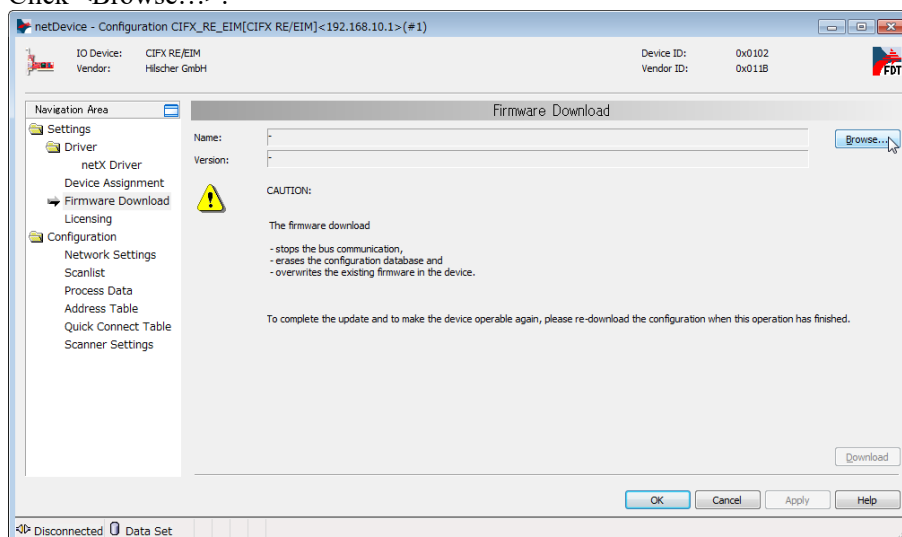 Click <Browse…>.
netDevice - Configuration CIFX_RE_EIM[CIFX RE/EIM]<192.168.10.1>(#1)
IO Device: CIFX RE/EIM Device ID: 0x0102
Vendor: Hilscher GmbH Vendor ID: 0x011B
FDT
Navigation Area
Settings
Driver
netX Driver
Device Assignment
Firmware Download
Licensing
Configuration
Network Settings
Scanlist
Process Data
Address Table
Quick Connect Table
Scanner Settings
Firmware Download
Name: - Browse...
Version: -
CAUTION:
The firmware download
- stops the bus communication,
- erases the configuration database and
- overwrites the existing firmware in the device.
To complete the update and to make the device operable again, please re-download the configuration when this operation has finished.
Download
OK Cancel Apply Help
Disconnected Data Set